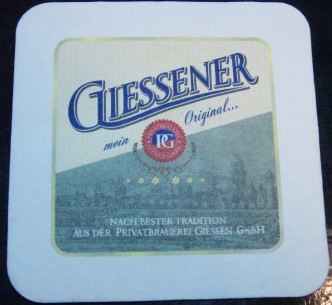 GIESSENER
mein Original...
PG
NACH BESTER TRADITION
AUS DER PRIVATBRAUEREI GIESSEN GmbH